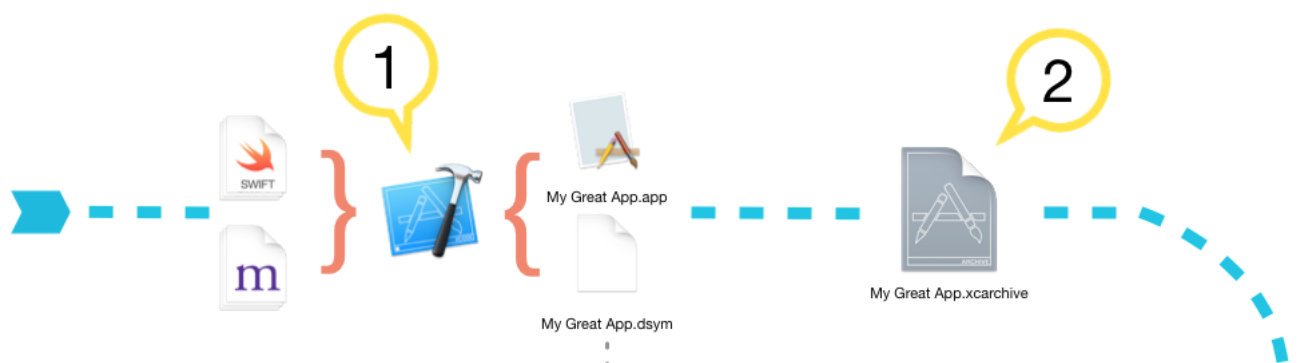 1
2
SWIFT
m
My Great App.app
My Great App.dsym
ARCHIVE
My Great App.xcarchive